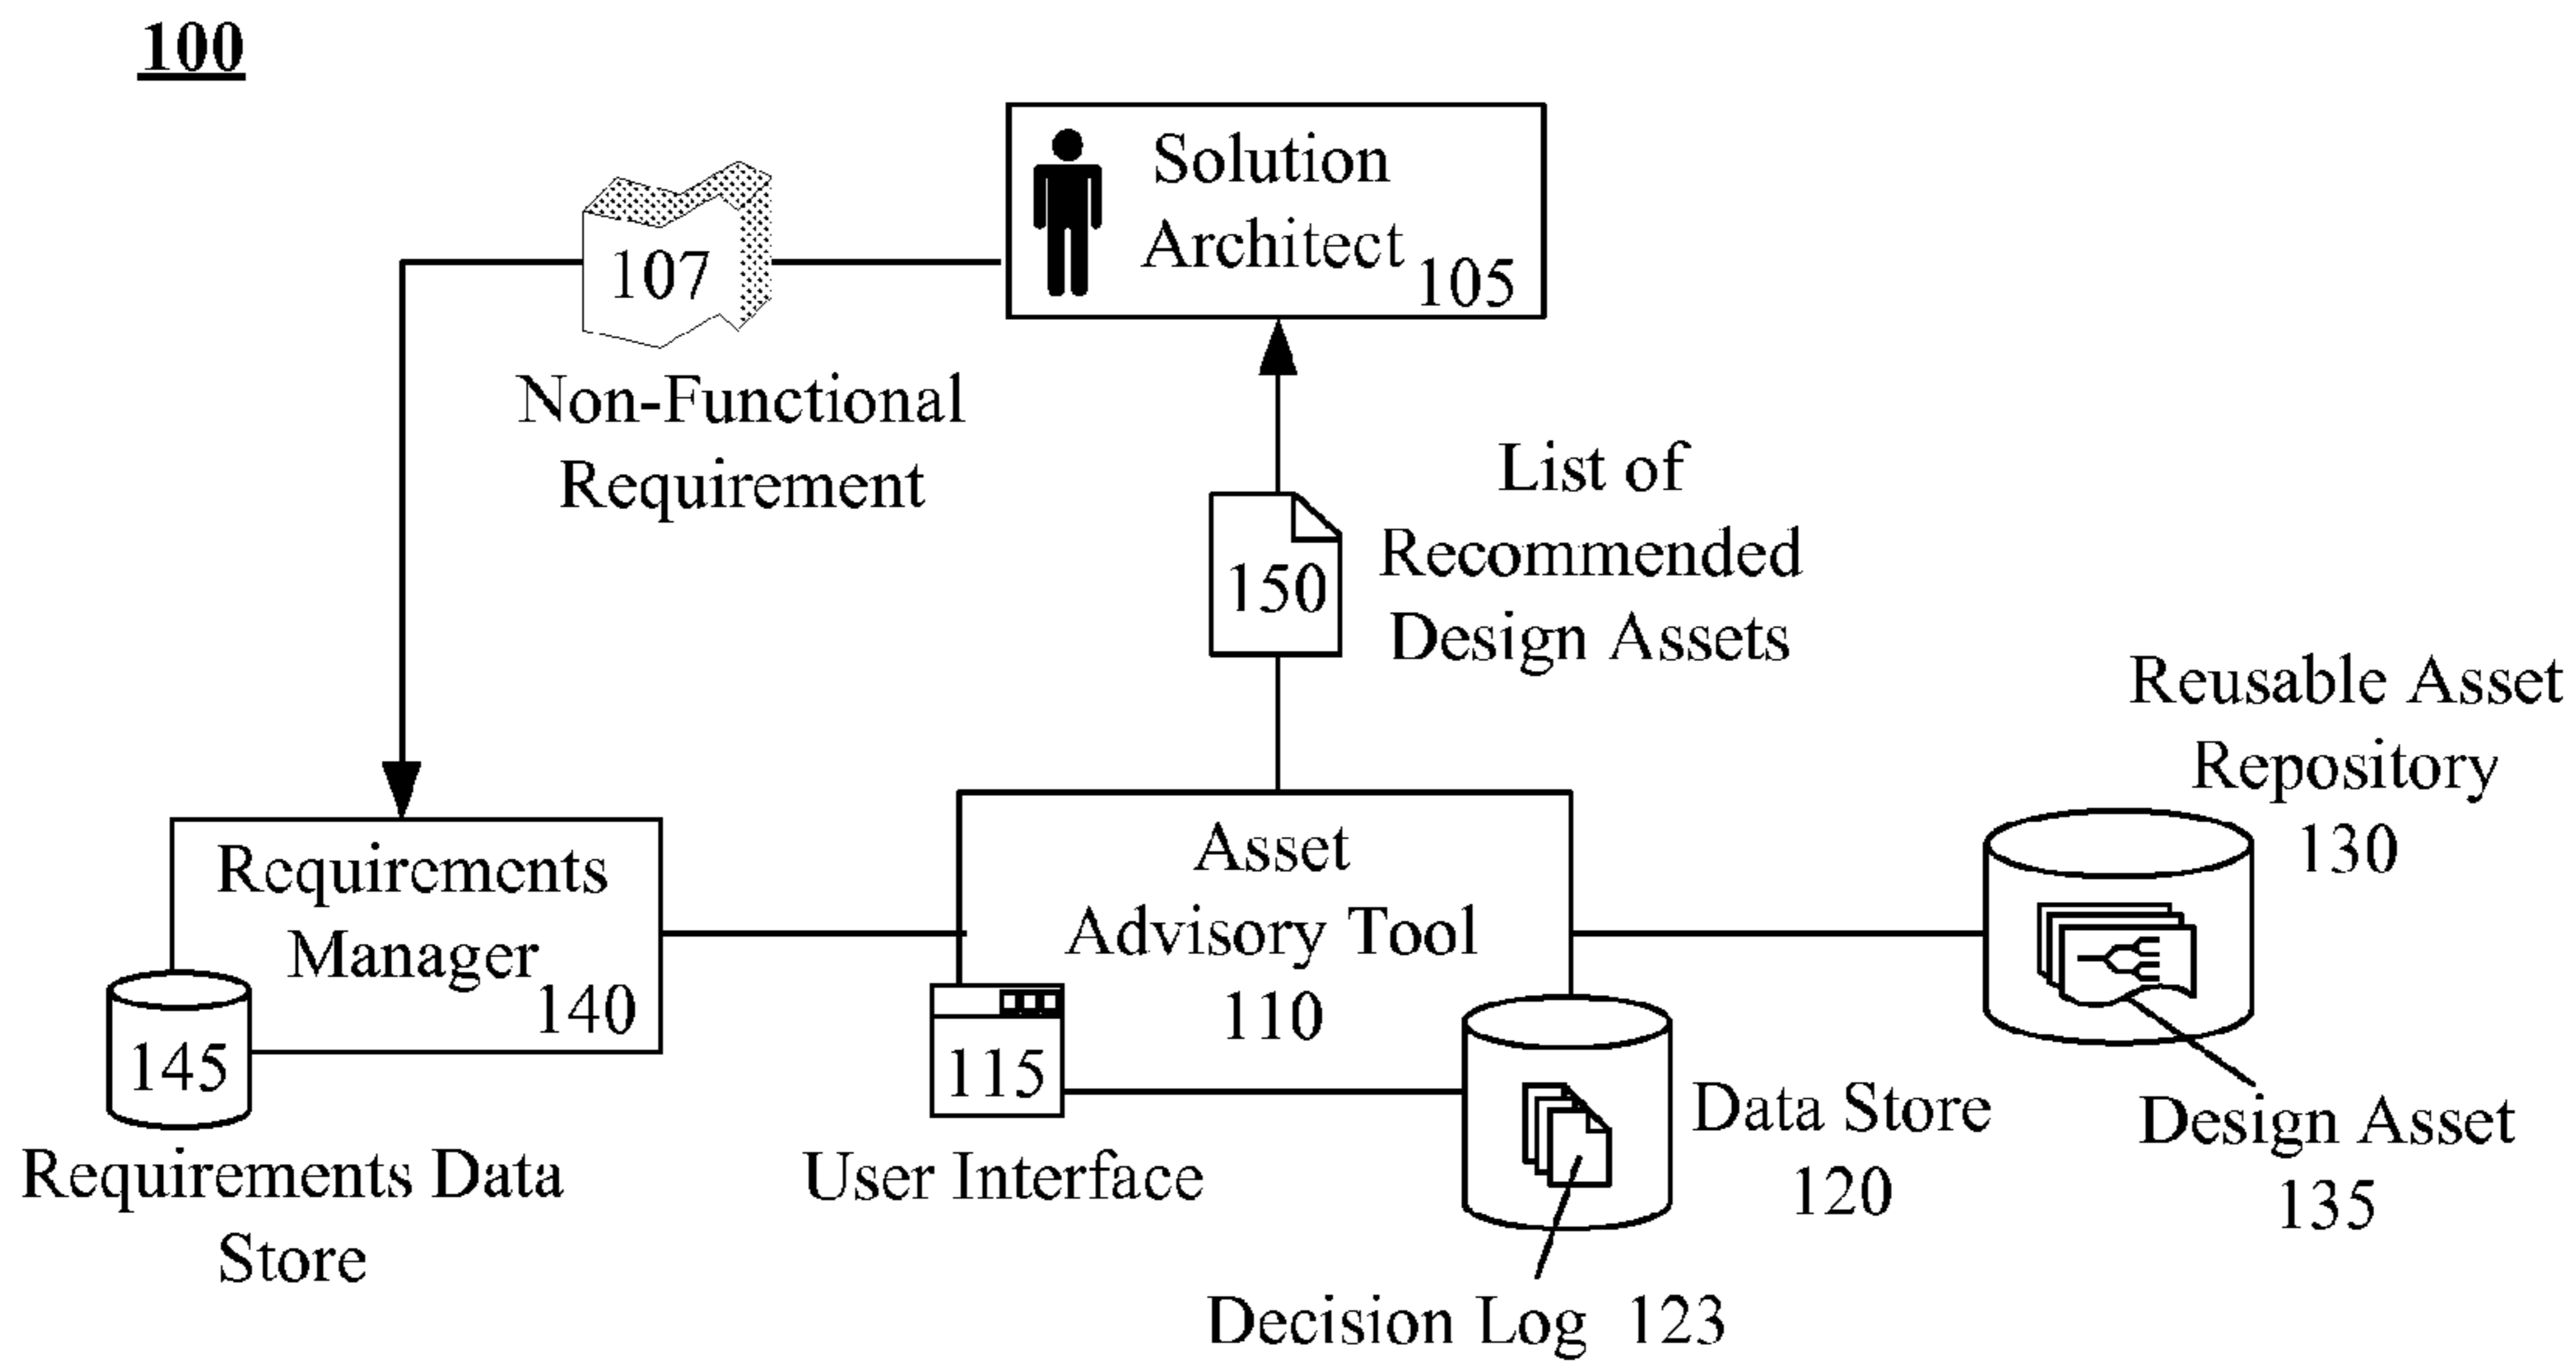 100
Solution
Architect
105
107
Non-Functional
Requirement
List of
Recommended
Design Assets
150
Reusable Asset
Repository
130
Requirements
Manager
140
145
Requirements Data
Store
Asset
Advisory Tool
110
115
User Interface
Data Store
120
Decision Log 123
Design Asset
135